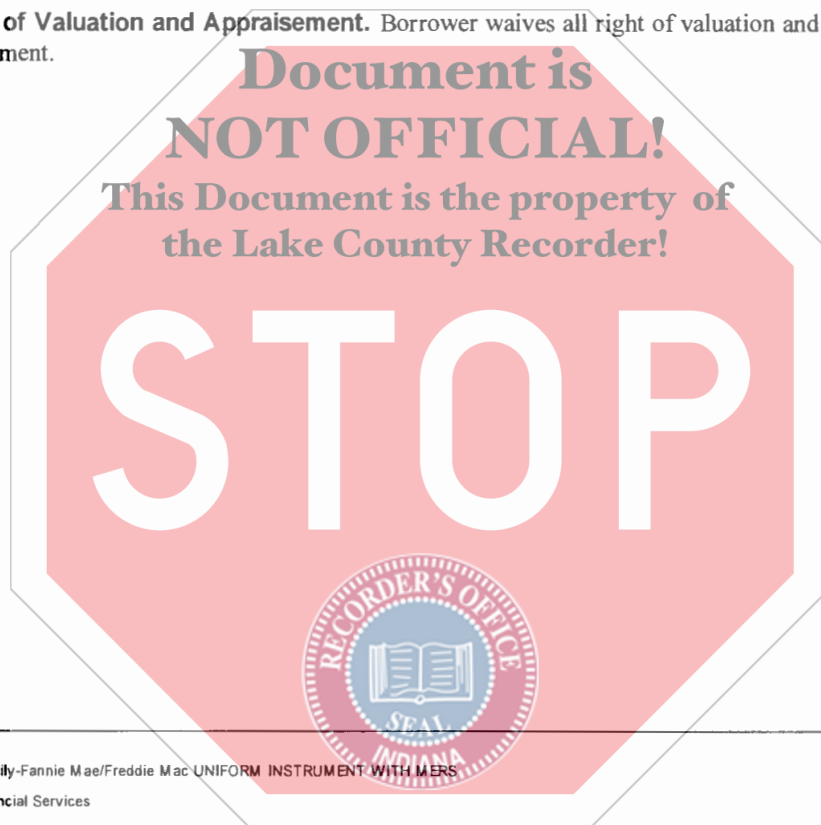 of Valuation and Appraisement. Borrower waives all right of valuation and
ment.
Document is
NOT OFFICIAL!
This Document is the property of
the Lake County Recorder!
STOP
RECORDER'S OFFICE
SEAL
INDIANA
ily-Fannie Mae/Freddie Mac UNIFORM INSTRUMENT WITH MERS
ncial Services